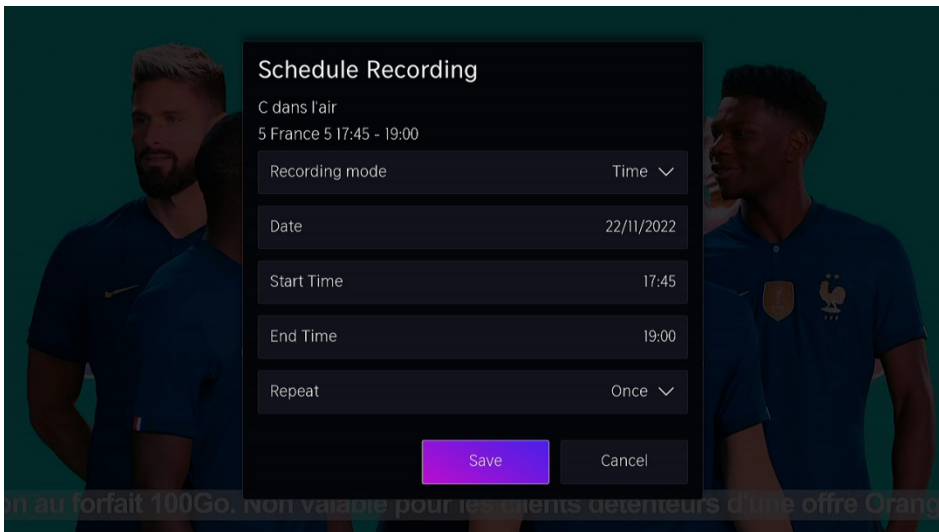 Schedule Recording
C dans l'air
5 France 5 17:45 - 19:00
Recording mode Time
Date 22/11/2022
Start Time 17:45
End Time 19:00
Repeat Once
Save Cancel
on au forfait 100Go. Non valable pour les clients détenteurs d'une offre Orang